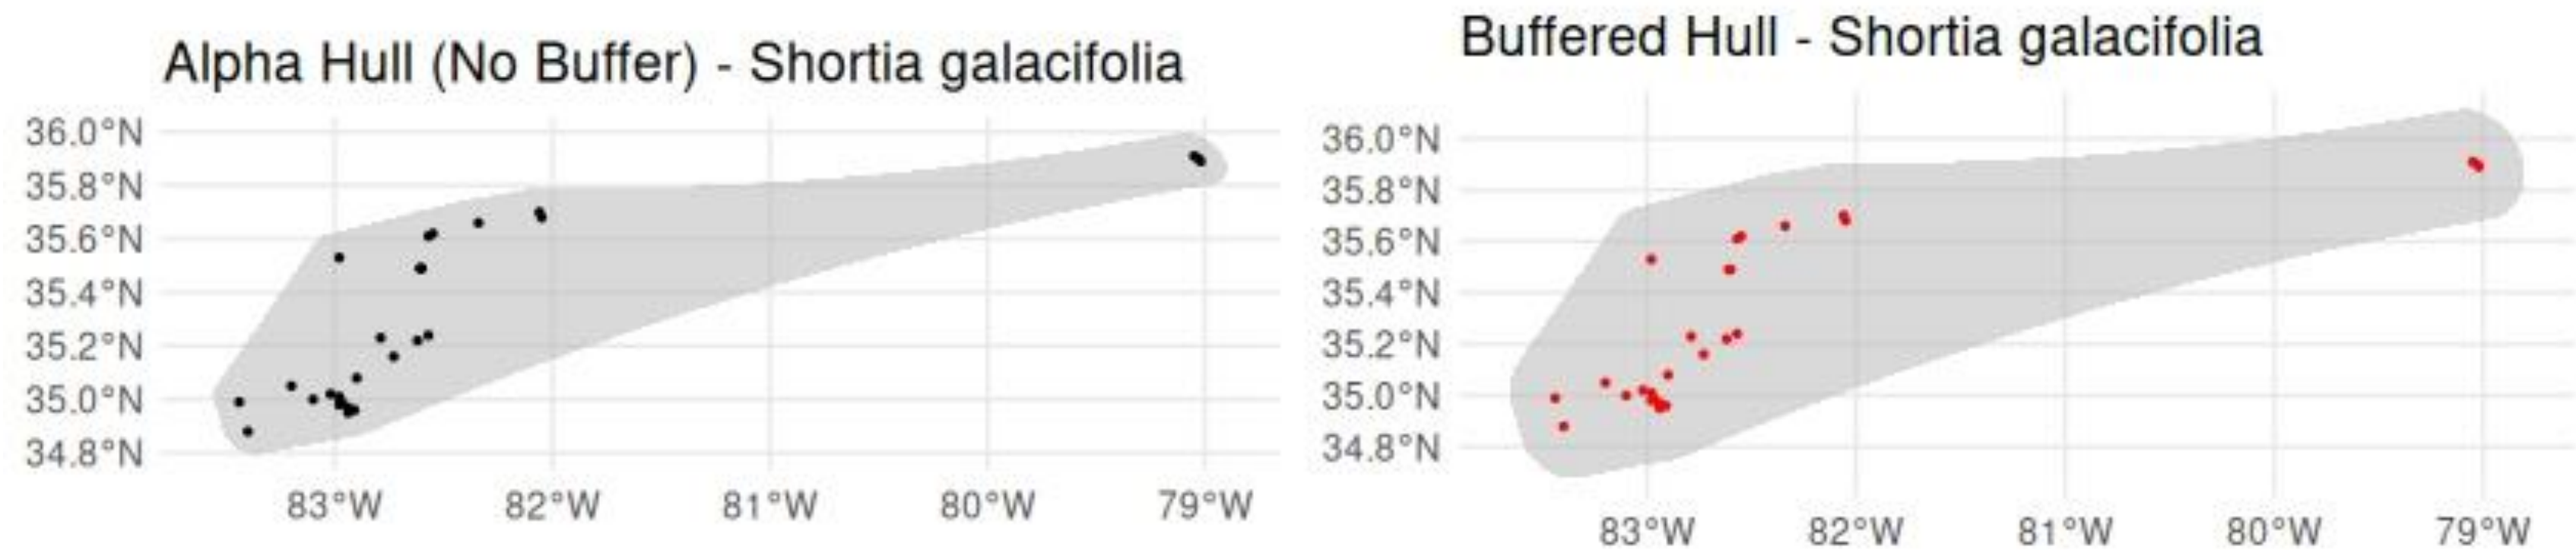 Alpha Hull (No Buffer) - Shortia galacifolia
36.0°N
35.8°N
35.6°N
35.4°N
35.2°N
35.0°N
34.8°N
83°W 82°W 81°W 80°W 79°W
Buffered Hull - Shortia galacifolia
36.0°N
35.8°N
35.6°N
35.4°N
35.2°N
35.0°N
34.8°N
83°W 82°W 81°W 80°W 79°W